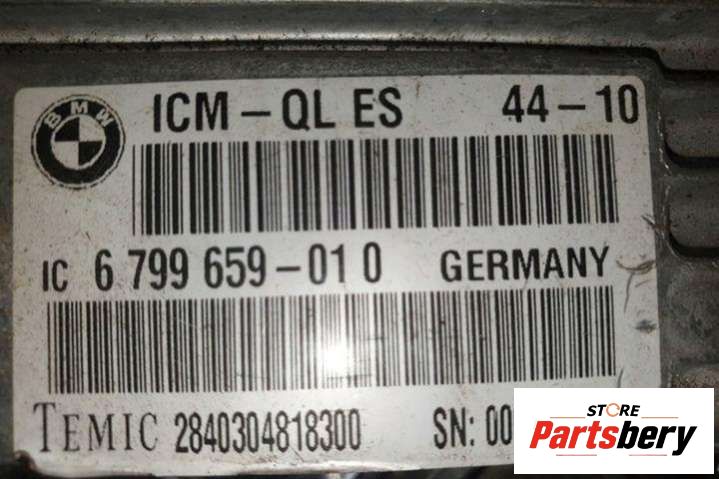 BMW
ICM-QL ES 44-10
IC 6 799 659-01 0 GERMANY
TEMIC 2840304818300 SN: 00
STORE
Partsbery